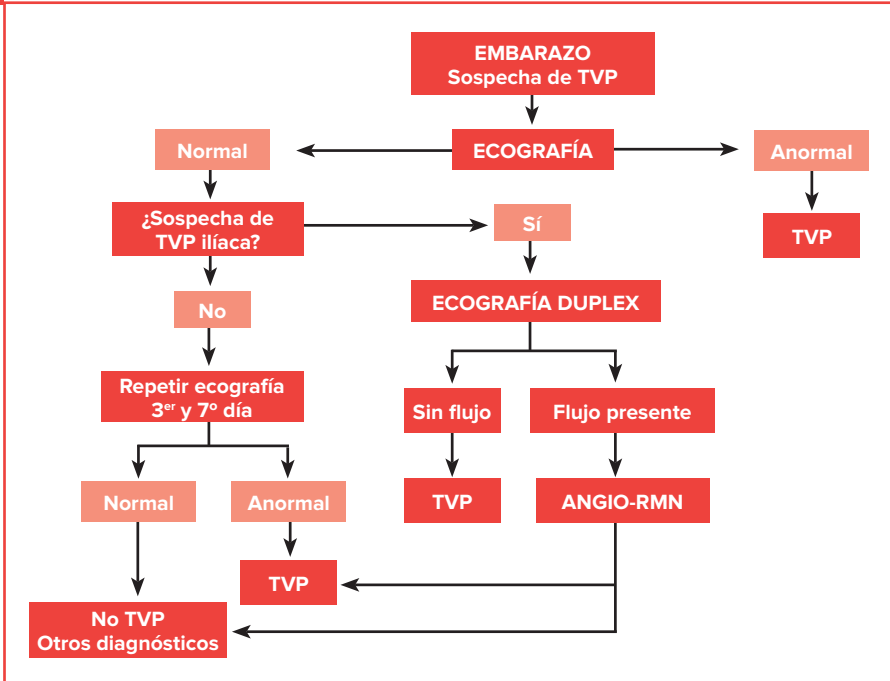 EMBARAZO
Sospecha de TVP
Normal
ECOGRAFÍA
Anormal
¿Sospecha de
TVP ilíaca?
Sí
TVP
No
ECOGRAFÍA DUPLEX
Repetir ecografía
3er y 7º día
Sin flujo
Flujo presente
Normal
Anormal
TVP
ANGIO-RMN
TVP
No TVP
Otros diagnósticos